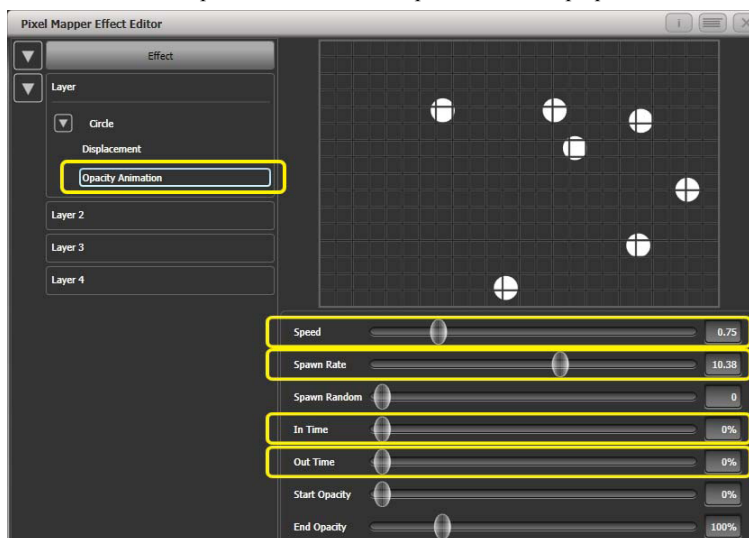 Pixel Mapper Effect Editor
Effect
Layer
Circle
Displacement
Opacity Animation
Layer 2
Layer 3
Layer 4
Speed 0.75
Spawn Rate 10.38
Spawn Random 0
In Time 0%
Out Time 0%
Start Opacity 0%
End Opacity 100%